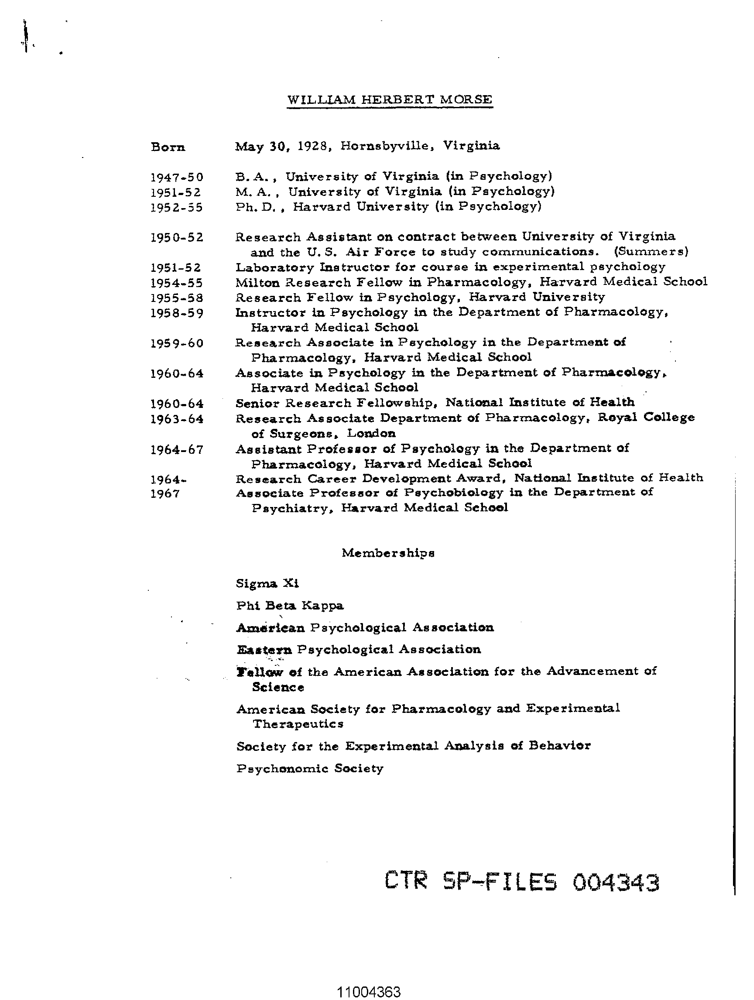 WILLIAM HERBERT MORSE
Born May 30, 1928, Hornsbyville, Virginia
1947-50 B. A. , University of Virginia (in Psychology)
1951-52 M. A. , University of Virginia (in Psychology)
1952-55 Ph. D. , Harvard University (in Psychology)
1950-52 Research Assistant on contract between University of Virginia
and the U. S. Air Force to study communications. (Summers)
1951-52 Laboratory Instructor for course in experimental psychology
1954-55 Milton Research Fellow in Pharmacology, Harvard Medical School
1955-58 Research Fellow in Psychology, Harvard University
1958-59 Instructor in Psychology in the Department of Pharmacology,
Harvard Medical School
1959-60 Research Associate in Psychology in the Department of
Pharmacology, Harvard Medical School
1960-64 Associate in Psychology in the Department of Pharmacology,
Harvard Medical School
1960-64 Senior Research Fellowship, National Institute of Health
1963-64 Research Associate Department of Pharmacology, Royal College
of Surgeons, London
1964-67 Assistant Professor of Psychology in the Department of
Pharmacology, Harvard Medical School
1964- Research Career Development Award, National Institute of Health
1967 Associate Professor of Psychobiology in the Department of
Psychiatry, Harvard Medical School
Memberships
Sigma Xi
Phi Beta Kappa
American Psychological Association
Eastern Psychological Association
Fellow of the American Association for the Advancement of
Science
American Society for Pharmacology and Experimental
Therapeutics
Society for the Experimental Analysis of Behavior
Psychonomic Society
CTR SP-FILES 004343
11004363